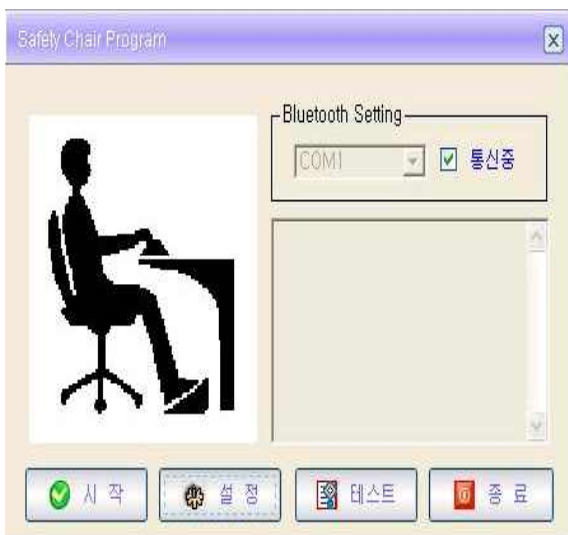 Safety Chair Program
Bluetooth Setting
COM1
통신중
시 작
설 정
테스트
종 료